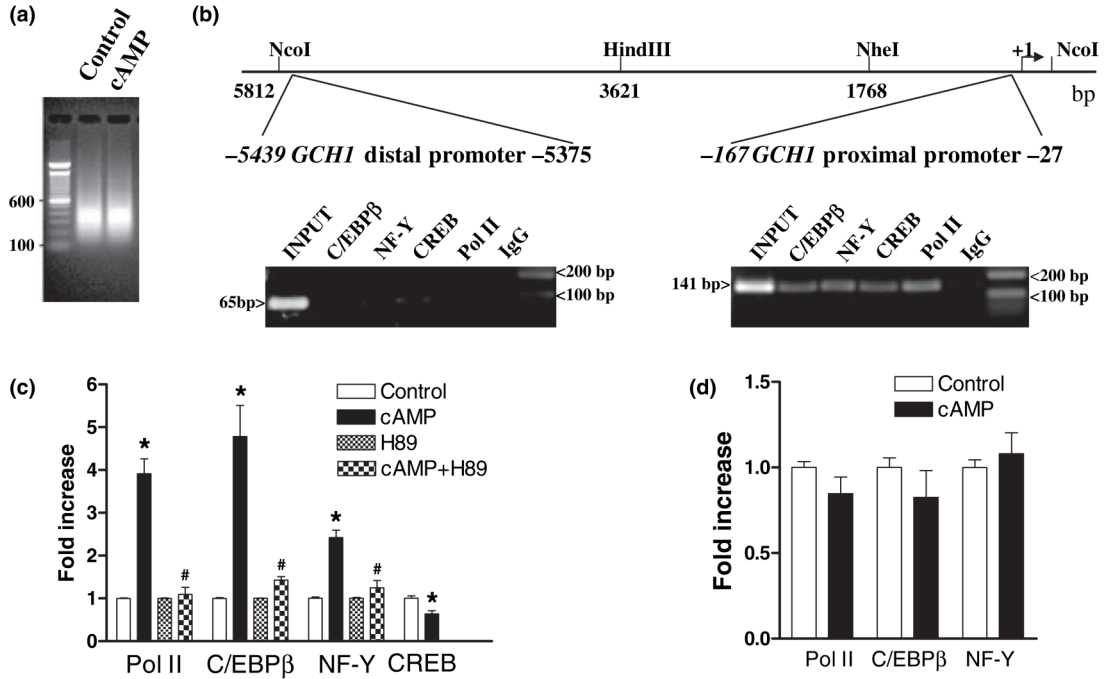 (a)
Control
cAMP
600
100
(b)
NcoI HindIII NheI +1 NcoI
5812 3621 1768 bp
–5439 GCH1 distal promoter –5375
–167 GCH1 proximal promoter –27
INPUT C/EBPβ NF-Y CREB Pol II IgG
65bp>
<200 bp
<100 bp
INPUT C/EBPβ NF-Y CREB Pol II IgG
141 bp>
<200 bp
<100 bp
(c)
Fold increase
6
5
4
3
2
1
0
* * * *
# # #
Control
cAMP
H89
cAMP+H89
Pol II C/EBPβ NF-Y CREB
(d)
Fold increase
1.5
1.0
0.5
0.0
Control
cAMP
Pol II C/EBPβ NF-Y